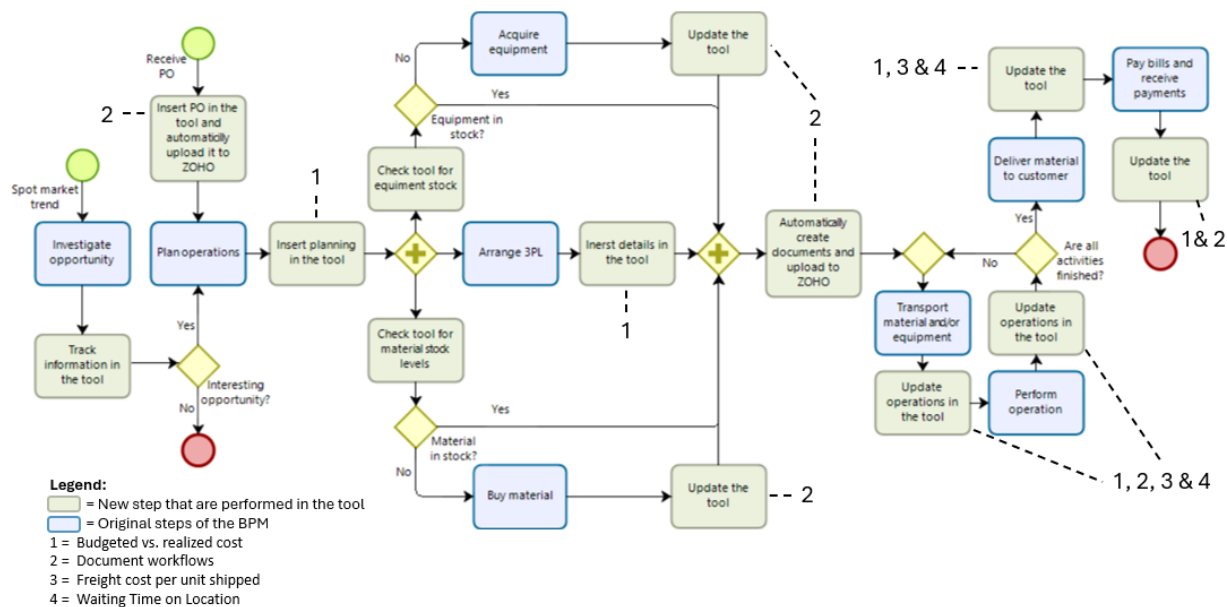 Receive
PO
2
Insert PO in the
tool and
automaticlly
upload it to
ZOHO
Spot market
trend
Investigate
opportunity
Plan operations
Track
information in
the tool
Yes
No
Interesting
opportunity?
1
Insert planning
in the tool
No
Acquire
equipment
Update the
tool
Yes
Equipment in
stock?
Check tool for
equiment stock
Arrange 3PL
Inerst details in
the tool
1
Check tool for
material stock
levels
Yes
Material
in stock?
No
Buy material
Update the
tool
2
2
Automatically
create
documents and
upload to
ZOHO
1, 3 & 4
Update the
tool
Pay bills and
receive
payments
Deliver material
to customer
Update the
tool
1& 2
Yes
No
Are all
activities
finished?
Transport
material and/or
equipment
Update
operations in
the tool
Update
operations in
the tool
Perform
operation
1, 2, 3 & 4
Legend:
= New step that are performed in the tool
= Original steps of the BPM
1 = Budgeted vs. realized cost
2 = Document workflows
3 = Freight cost per unit shipped
4 = Waiting Time on Location